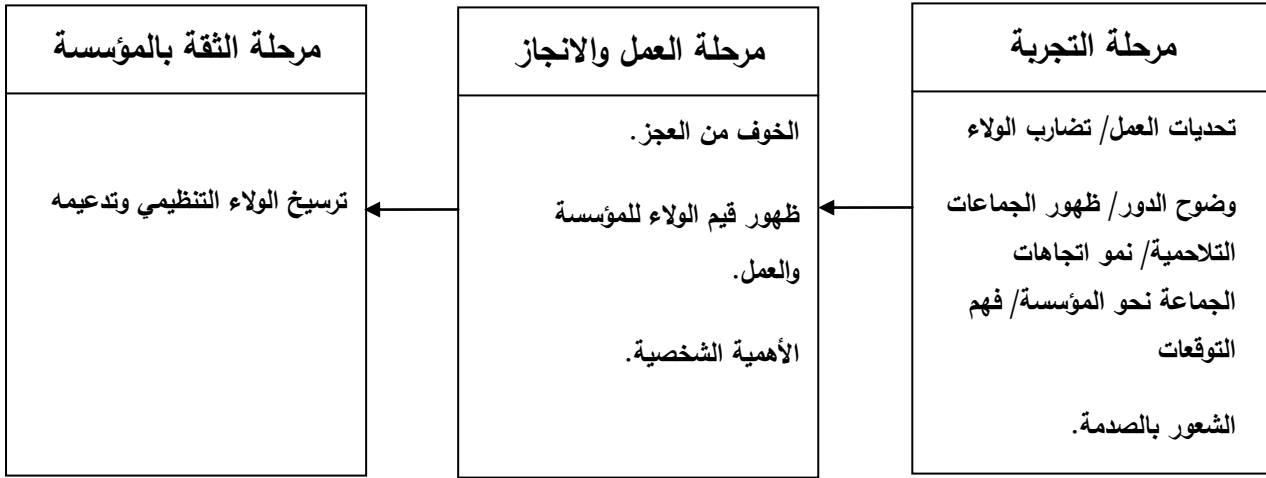 مرحلة التجربة
تحديات العمل/ تضارب الولاء
وضوح الدور/ ظهور الجماعات
التلاحمية/ نمو اتجاهات
الجماعة نحو المؤسسة/ فهم
التوقعات
الشعور بالصدمة.
مرحلة العمل والانجاز
الخوف من العجز.
ظهور قيم الولاء للمؤسسة
والعمل.
الأهمية الشخصية.
مرحلة الثقة بالمؤسسة
ترسيخ الولاء التنظيمي وتدعيمه